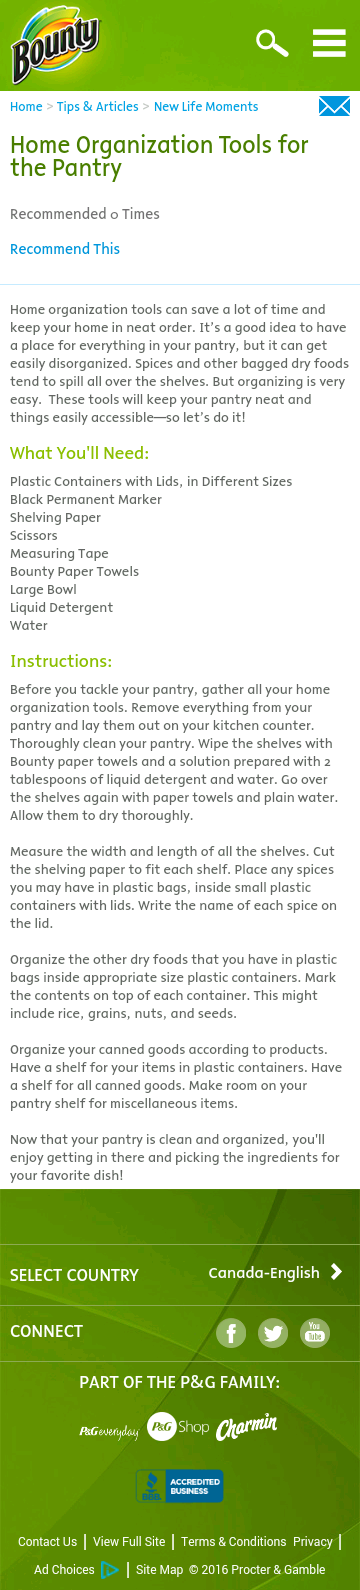 Bounty
Home > Tips & Articles > New Life Moments
Home Organization Tools for
the Pantry
Recommended 0 Times
Recommend This
Home organization tools can save a lot of time and
keep your home in neat order. It's a good idea to have
a place for everything in your pantry, but it can get
easily disorganized. Spices and other bagged dry foods
tend to spill all over the shelves. But organizing is very
easy.  These tools will keep your pantry neat and
things easily accessible—so let's do it!
What You'll Need:
Plastic Containers with Lids, in Different Sizes
Black Permanent Marker
Shelving Paper
Scissors
Measuring Tape
Bounty Paper Towels
Large Bowl
Liquid Detergent
Water
Instructions:
Before you tackle your pantry, gather all your home
organization tools. Remove everything from your
pantry and lay them out on your kitchen counter.
Thoroughly clean your pantry. Wipe the shelves with
Bounty paper towels and a solution prepared with 2
tablespoons of liquid detergent and water. Go over
the shelves again with paper towels and plain water.
Allow them to dry thoroughly.
Measure the width and length of all the shelves. Cut
the shelving paper to fit each shelf. Place any spices
you may have in plastic bags, inside small plastic
containers with lids. Write the name of each spice on
the lid.
Organize the other dry foods that you have in plastic
bags inside appropriate size plastic containers. Mark
the contents on top of each container. This might
include rice, grains, nuts, and seeds.
Organize your canned goods according to products.
Have a shelf for your items in plastic containers. Have
a shelf for all canned goods. Make room on your
pantry shelf for miscellaneous items.
Now that your pantry is clean and organized, you'll
enjoy getting in there and picking the ingredients for
your favorite dish!
SELECT COUNTRY Canada-English
CONNECT f You Tube
PART OF THE P&G FAMILY:
P&G everyday P&G Shop Charmin
BBB ACCREDITED BUSINESS
Contact Us | View Full Site | Terms & Conditions Privacy |
Ad Choices | Site Map © 2016 Procter & Gamble